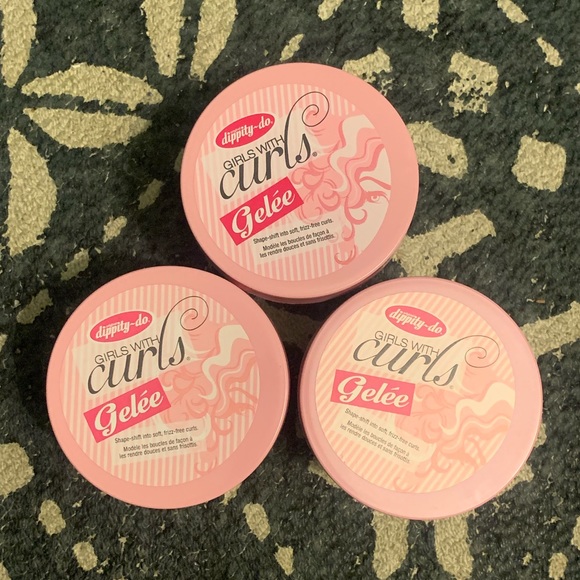 dippity-do.
GIRLS WITH
curls®
Gelée
Shape-shift into soft, frizz-free curls.
Modèle les boucles de façon à
les rendre douces et sans frisottis.
dippity-do.
GIRLS WITH
curls®
Gelée
Shape-shift into soft, frizz-free curls.
Modèle les boucles de façon à
les rendre douces et sans frisottis.
dippity-do.
GIRLS WITH
curls®
Gelée
Shape-shift into soft, frizz-free curls.
Modèle les boucles de façon à
les rendre douces et sans frisottis.